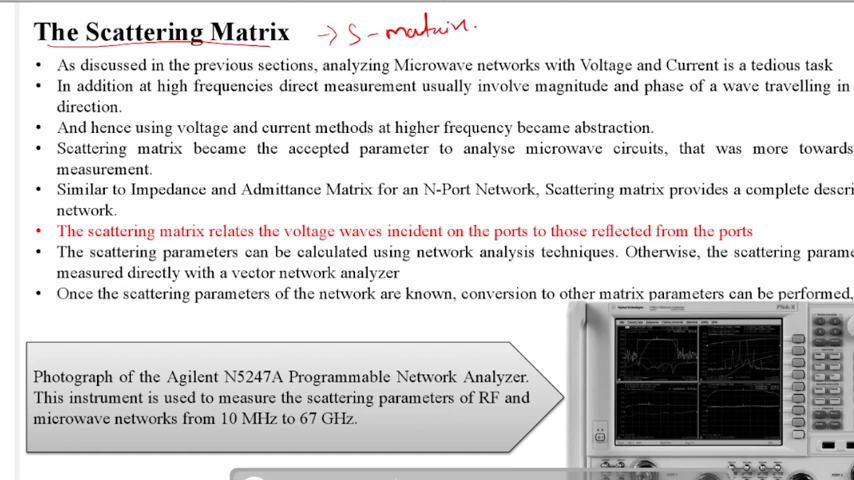 The Scattering Matrix → S-matrix.
• As discussed in the previous sections, analyzing Microwave networks with Voltage and Current is a tedious task
• In addition at high frequencies direct measurement usually involve magnitude and phase of a wave travelling in
direction.
• And hence using voltage and current methods at higher frequency became abstraction.
• Scattering matrix became the accepted parameter to analyse microwave circuits, that was more towards
measurement.
• Similar to Impedance and Admittance Matrix for an N-Port Network, Scattering matrix provides a complete descri
network.
• The scattering matrix relates the voltage waves incident on the ports to those reflected from the ports
• The scattering parameters can be calculated using network analysis techniques. Otherwise, the scattering parame
measured directly with a vector network analyzer
• Once the scattering parameters of the network are known, conversion to other matrix parameters can be performed,
Photograph of the Agilent N5247A Programmable Network Analyzer.
This instrument is used to measure the scattering parameters of RF and
microwave networks from 10 MHz to 67 GHz.
PNA-X